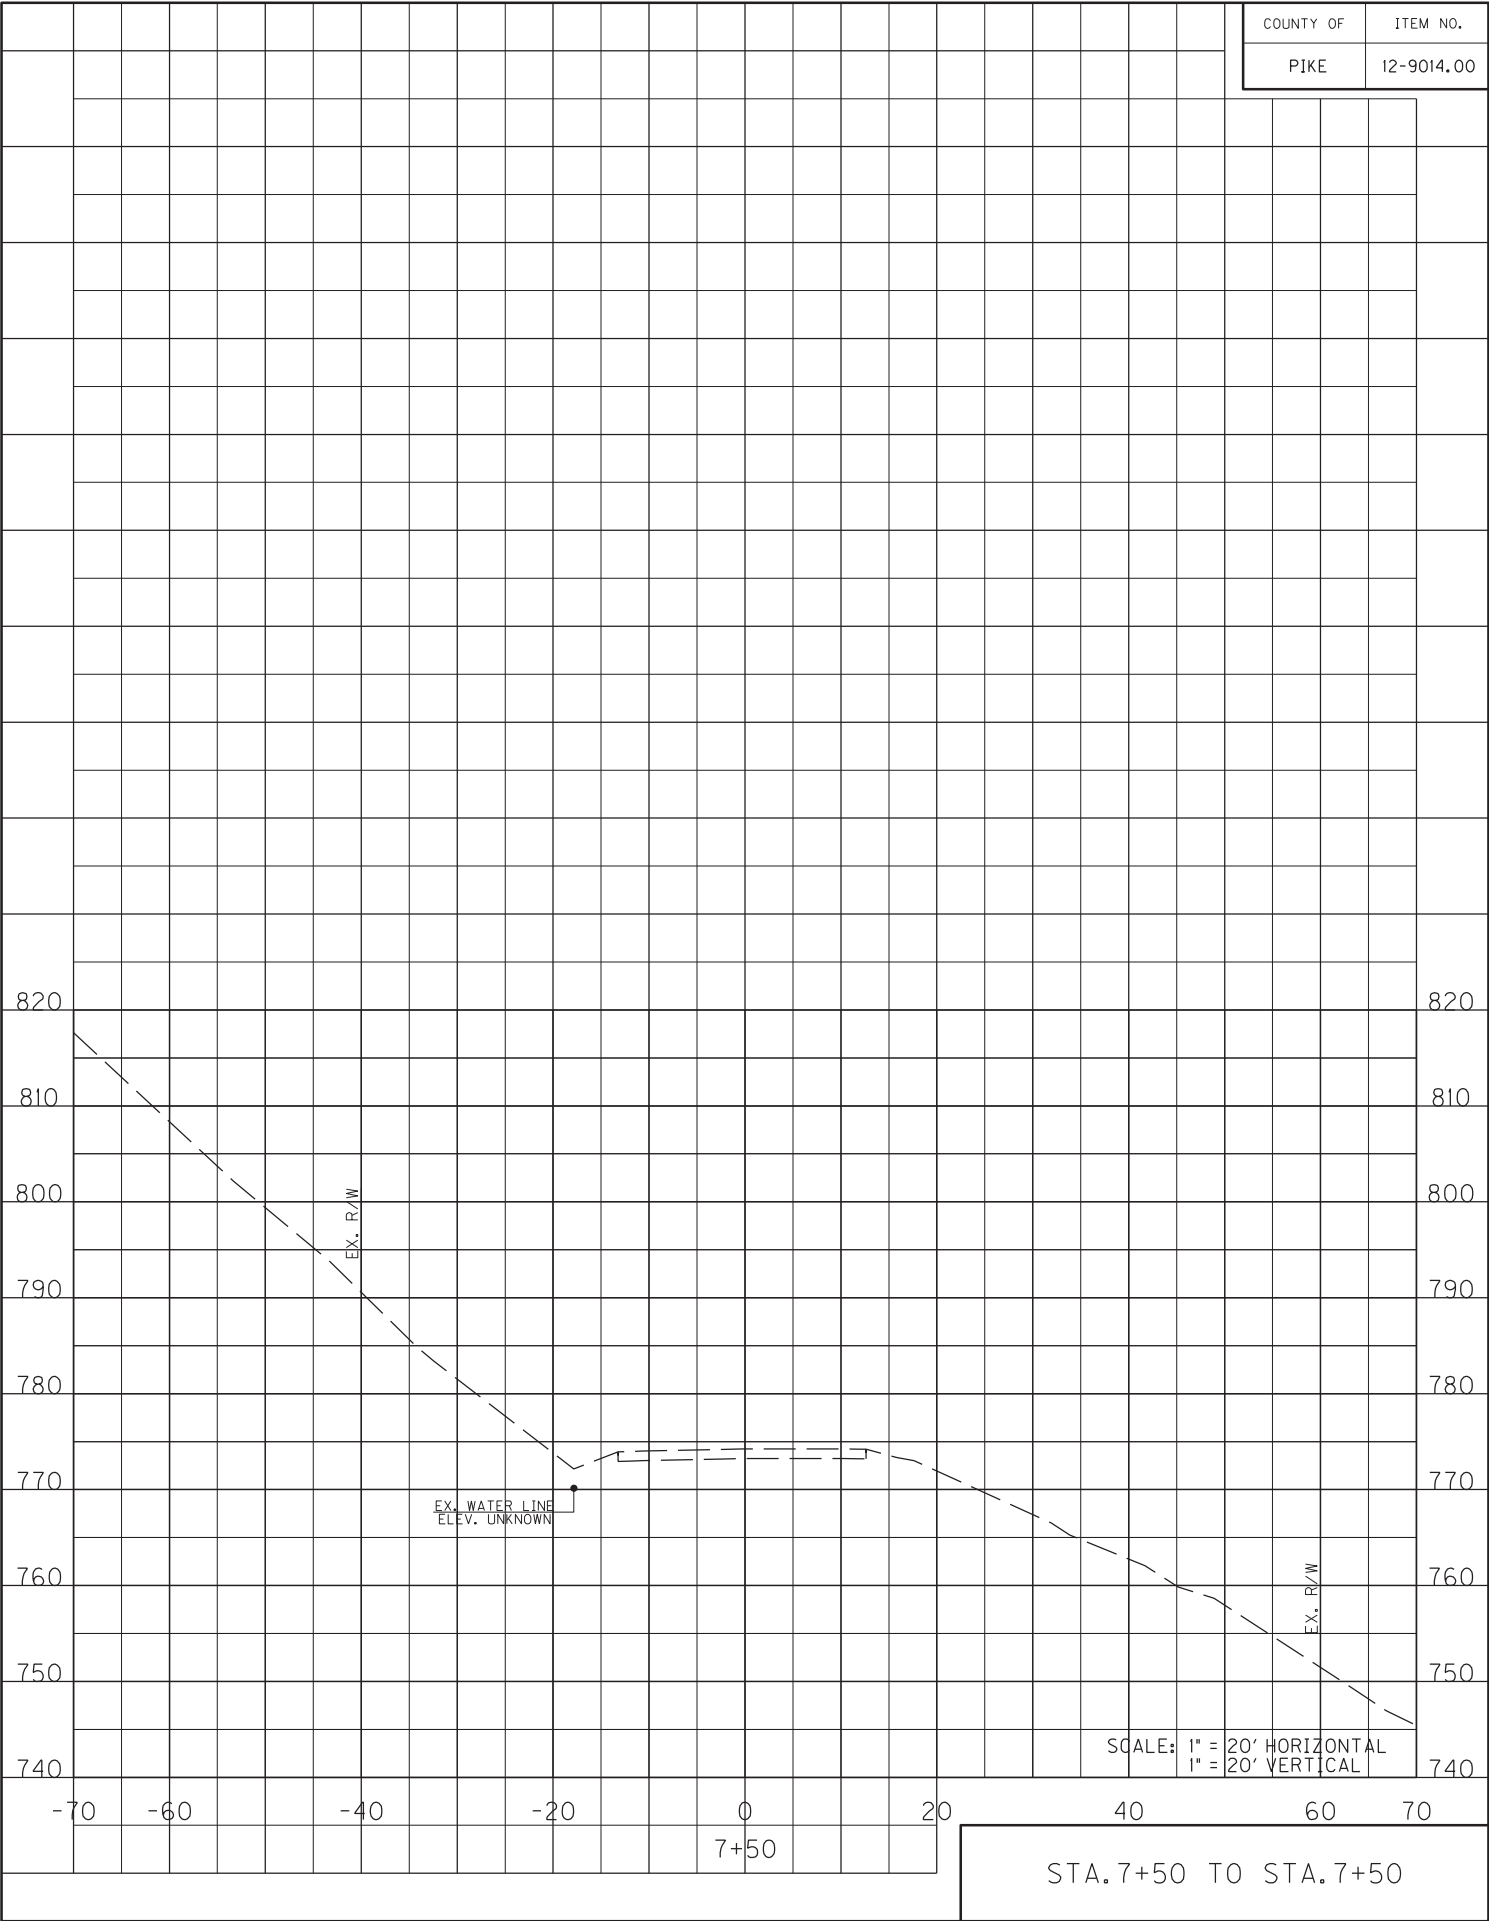 COUNTY OF ITEM NO.
PIKE 12-9014.00
820 820
810 810
800 800
EX. R/W
790 790
780 780
770 770
EX. WATER LINE
ELEV. UNKNOWN
760 760
EX. R/W
750 750
SCALE: 1" = 20' HORIZONTAL
1" = 20' VERTICAL
740 740
-70 -60 -40 -20 0 20 40 60 70
7+50
STA. 7+50 TO STA. 7+50